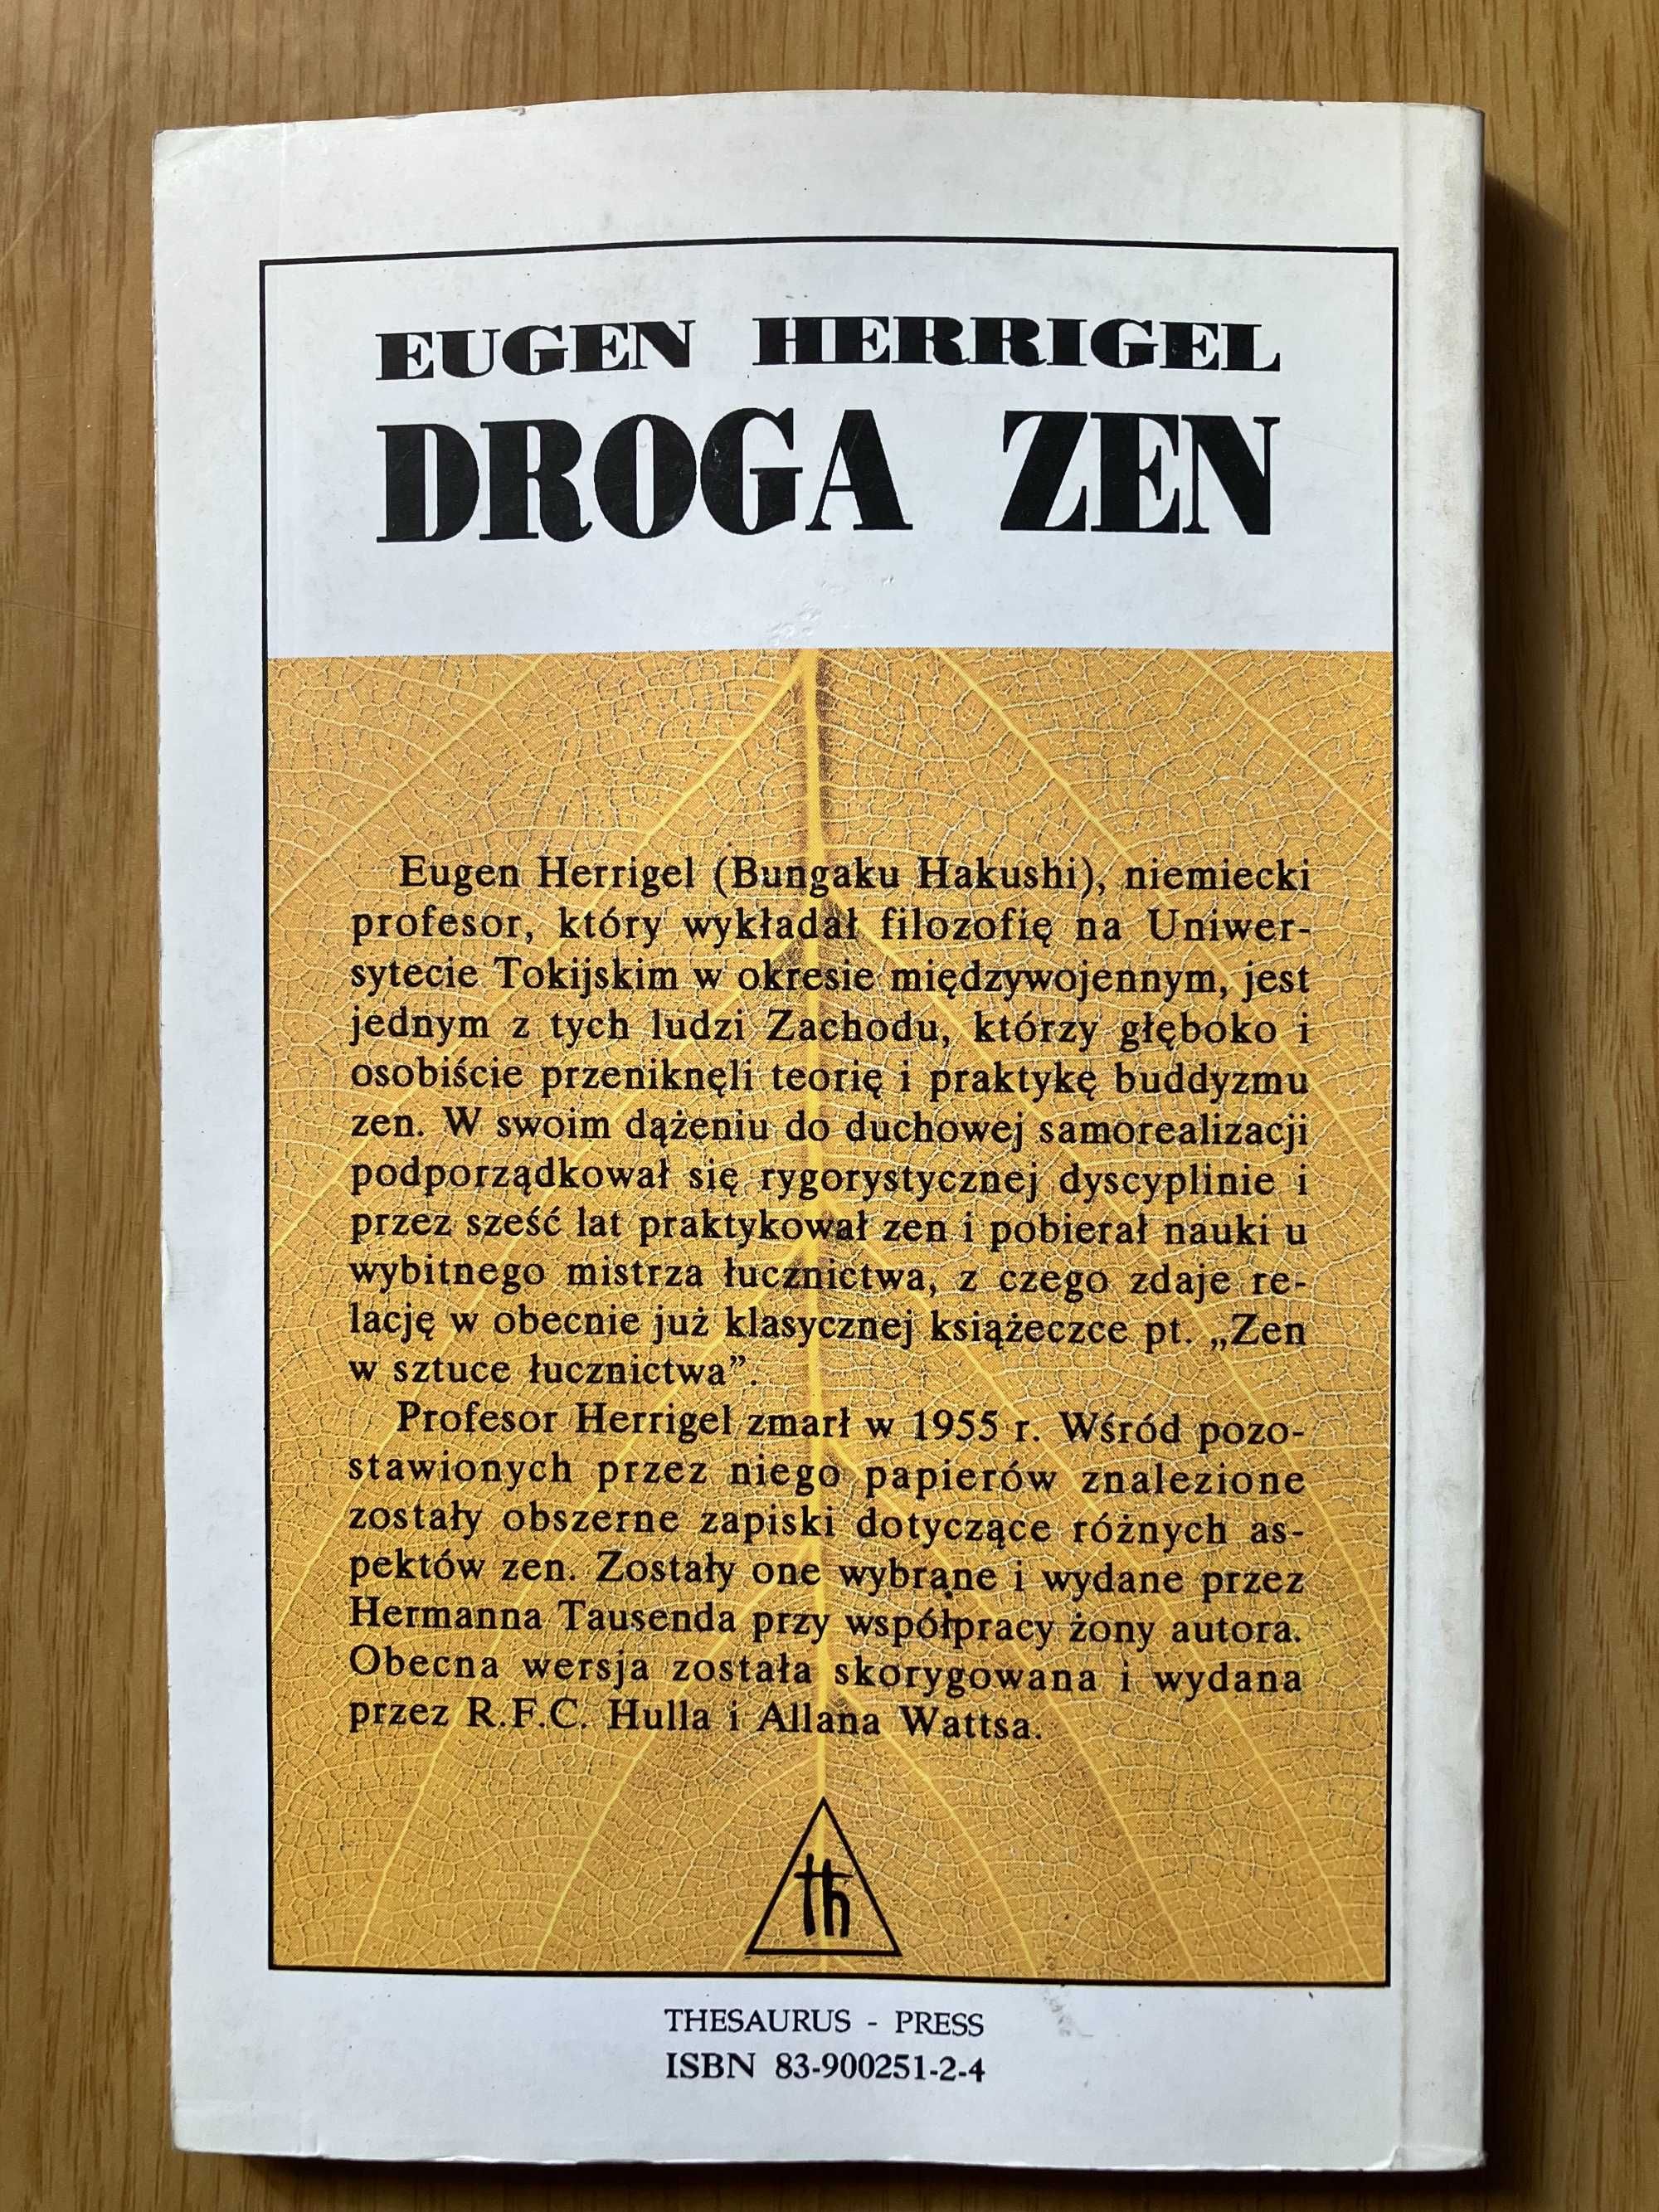 EUGEN HERRIGEL
DROGA ZEN
Eugen Herrigel (Bungaku Hakushi), niemiecki
profesor, który wykładał filozofię na Uniwer-
sytecie Tokijskim w okresie międzywojennym, jest
jednym z tych ludzi Zachodu, którzy głęboko i
osobiście przeniknęli teorię i praktykę buddyzmu
zen. W swoim dążeniu do duchowej samorealizacji
podporządkował się rygorystycznej dyscyplinie i
przez sześć lat praktykował zen i pobierał nauki u
wybitnego mistrza łucznictwa, z czego zdaje re-
lację w obecnie już klasycznej książeczce pt. „Zen
w sztuce łucznictwa”.
Profesor Herrigel zmarł w 1955 r. Wśród pozo-
stawionych przez niego papierów znalezione
zostały obszerne zapiski dotyczące różnych as-
pektów zen. Zostały one wybrane i wydane przez
Hermanna Tausenda przy współpracy żony autora.
Obecna wersja została skorygowana i wydana
przez R.F.C. Hulla i Allana Wattsa.
th
THESAURUS - PRESS
ISBN 83-900251-2-4